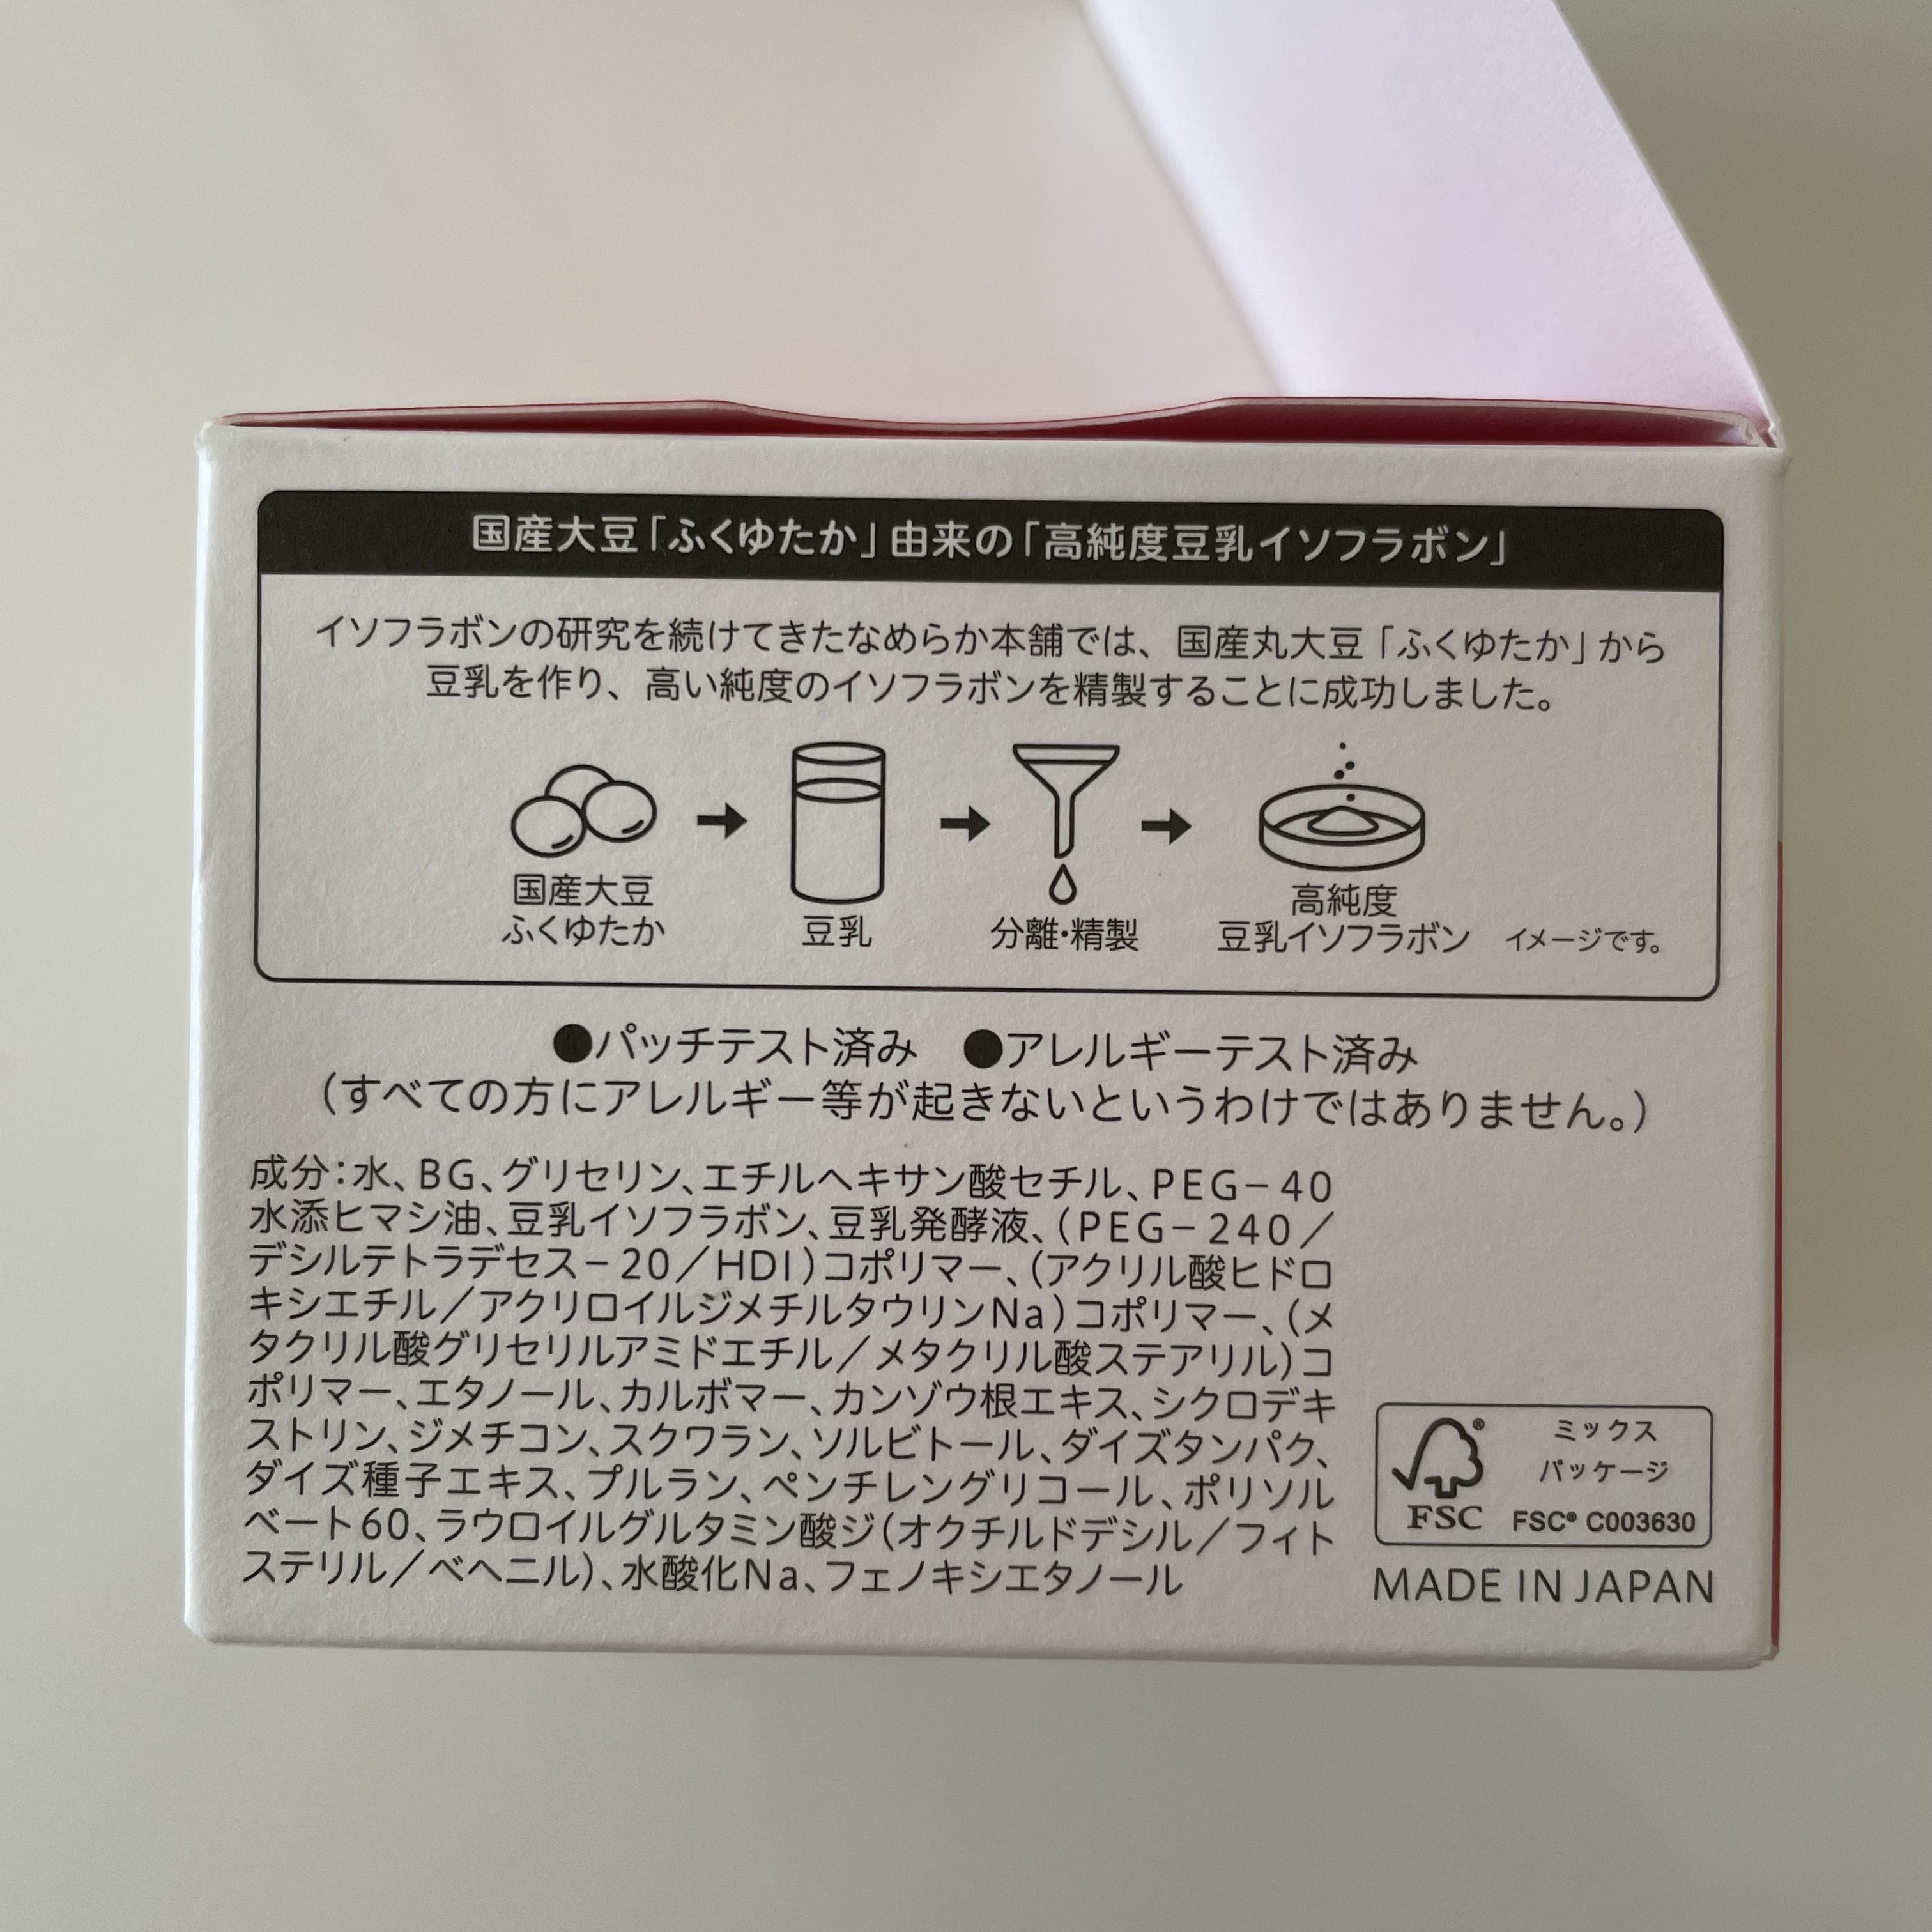 国産大豆「ふくゆたか」由来の「高純度豆乳イソフラボン」
イソフラボンの研究を続けてきたなめらか本舗では、国産丸大豆「ふくゆたか」から
豆乳を作り、高い純度のイソフラボンを精製することに成功しました。
国産大豆
ふくゆたか
豆乳
分離・精製
高純度
豆乳イソフラボン
イメージです。
●パッチテスト済み ●アレルギーテスト済み
(すべての方にアレルギー等が起きないというわけではありません。)
成分:水、BG、グリセリン、エチルヘキサン酸セチル、PEG-40
水添ヒマシ油、豆乳イソフラボン、豆乳発酵液、(PEG-240/
デシルテトラデセス-20/HDI)コポリマー、(アクリル酸ヒドロ
キシエチル/アクリロイルジメチルタウリンNa)コポリマー、(メ
タクリル酸グリセリルアミドエチル/メタクリル酸ステアリル)コ
ポリマー、エタノール、カルボマー、カンゾウ根エキス、シクロデキ
ストリン、ジメチコン、スクワラン、ソルビトール、ダイズタンパク、
ダイズ種子エキス、プルラン、ペンチレングリコール、ポリソル
ベート60、ラウロイルグルタミン酸ジ(オクチルドデシル/フィト
ステリル/ベヘニル)、水酸化Na、フェノキシエタノール
®
FSC
ミックス
パッケージ
FSC® C003630
MADE IN JAPAN